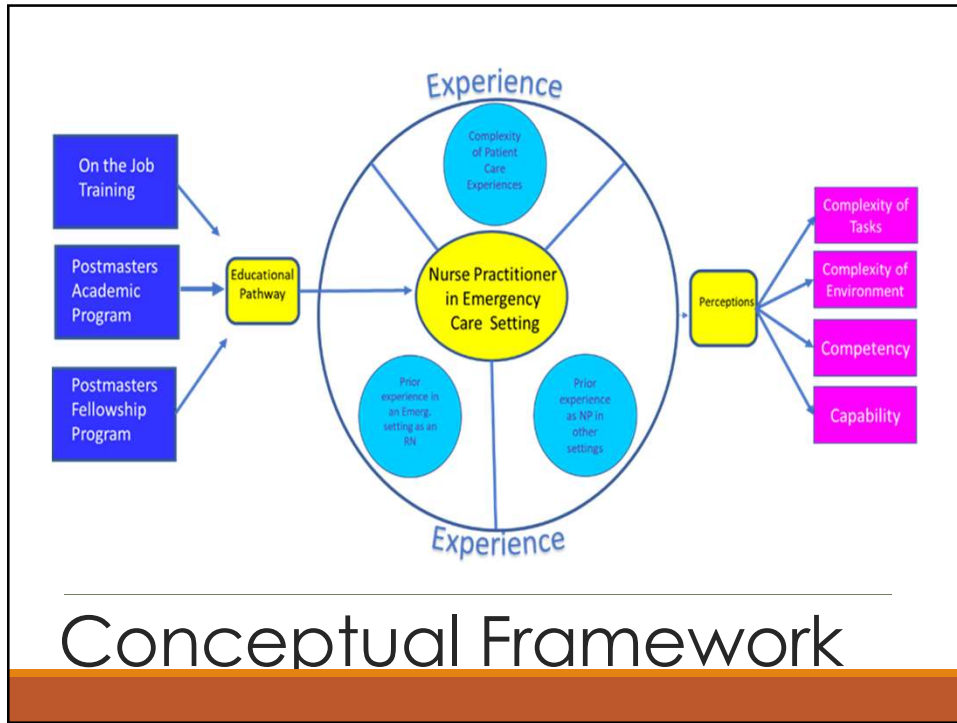 Experience
On the Job
Training
Postmasters
Academic
Program
Postmasters
Fellowship
Program
Educational
Pathway
Complexity
of Patient
Care
Experiences
Nurse Practitioner
in Emergency
Care Setting
Prior
experience in
an Emerg.
setting as an
RN
Prior
experience
as NP in
other
settings
Perceptions
Complexity of
Tasks
Complexity of
Environment
Competency
Capability
Experience
Conceptual Framework